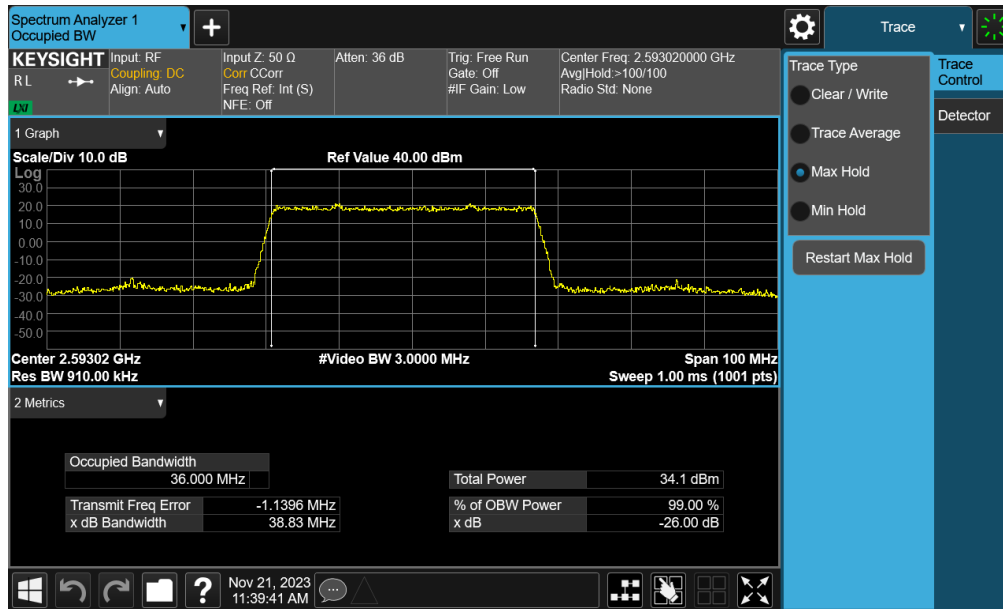 Spectrum Analyzer 1
Occupied BW
+
Trace
KEYSIGHT
R L
LXI
Input: RF
Coupling: DC
Align: Auto
Input Z: 50 Ω
Corr CCorr
Freq Ref: Int (S)
NFE: Off
Atten: 36 dB
Trig: Free Run
Gate: Off
#IF Gain: Low
Center Freq: 2.593020000 GHz
Avg|Hold:>100/100
Radio Std: None
Trace Type
Clear / Write
Trace Average
Max Hold
Min Hold
Restart Max Hold
Trace
Control
Detector
1 Graph
Scale/Div 10.0 dB
Ref Value 40.00 dBm
Log
30.0
20.0
10.0
0.00
-10.0
-20.0
-30.0
-40.0
-50.0
Center 2.59302 GHz
#Video BW 3.0000 MHz
Span 100 MHz
Res BW 910.00 kHz
Sweep 1.00 ms (1001 pts)
2 Metrics
Occupied Bandwidth
36.000 MHz
Total Power 34.1 dBm
Transmit Freq Error -1.1396 MHz
% of OBW Power 99.00 %
x dB Bandwidth 38.83 MHz
x dB -26.00 dB
?
Nov 21, 2023
11:39:41 AM